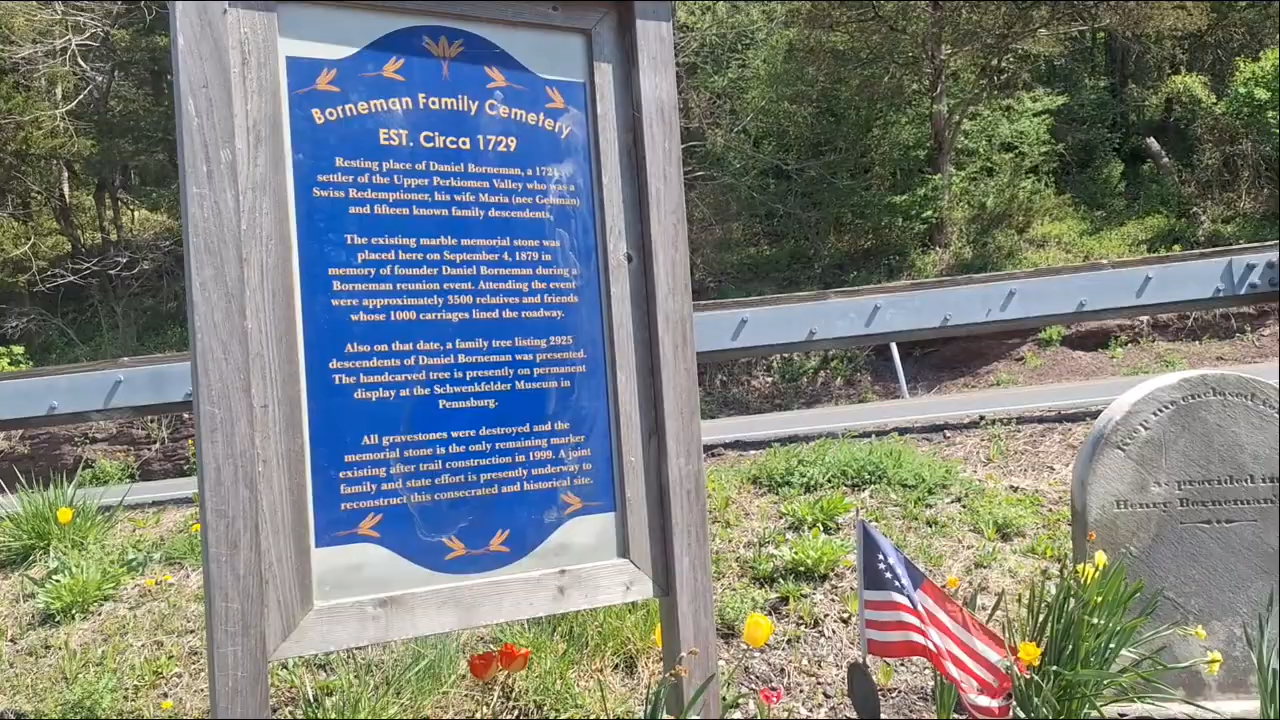 Borneman Family Cemetery
EST. Circa 1729
Resting place of Daniel Borneman, a 1721
settler of the Upper Perkiomen Valley who was a
Swiss Redemptioner, his wife Maria (nee Gehman)
and fifteen known family descendents.
The existing marble memorial stone was
placed here on September 4, 1879 in
memory of founder Daniel Borneman during a
Borneman reunion event. Attending the event
were approximately 3500 relatives and friends
whose 1000 carriages lined the roadway.
Also on that date, a family tree listing 2925
descendents of Daniel Borneman was presented.
The handcarved tree is presently on permanent
display at the Schwenkfelder Museum in
Pennsburg.
All gravestones were destroyed and the
memorial stone is the only remaining marker
existing after trail construction in 1999. A joint
family and state effort is presently underway to
reconstruct this consecrated and historical site.
enclosed
as provided in
Henry Borneman's